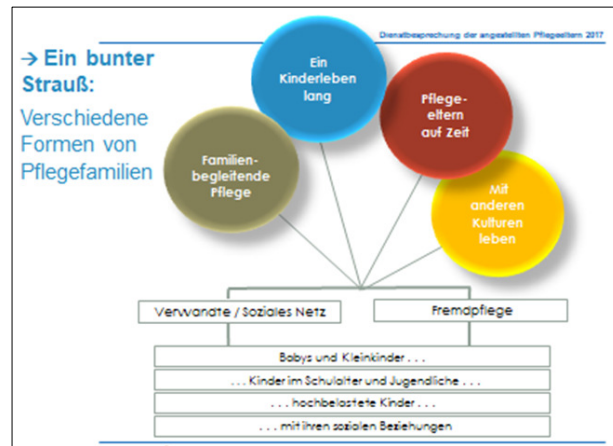 Dienstbesprechung der angestellten Pflegeeltern 2017
→ Ein bunter
Strauß:
Verschiedene
Formen von
Pflegefamilien
Familien-
begleitende
Pflege
Ein
Kinderleben
lang
Pflege-
eltern
auf Zeit
Mit
anderen
Kulturen
leben
Verwandte / Soziales Netz
Fremdpflege
Babys und Kleinkinder . . .
. . . Kinder im Schulalter und Jugendliche . . .
. . . hochbelastete Kinder . . .
. . . mit ihren sozialen Beziehungen